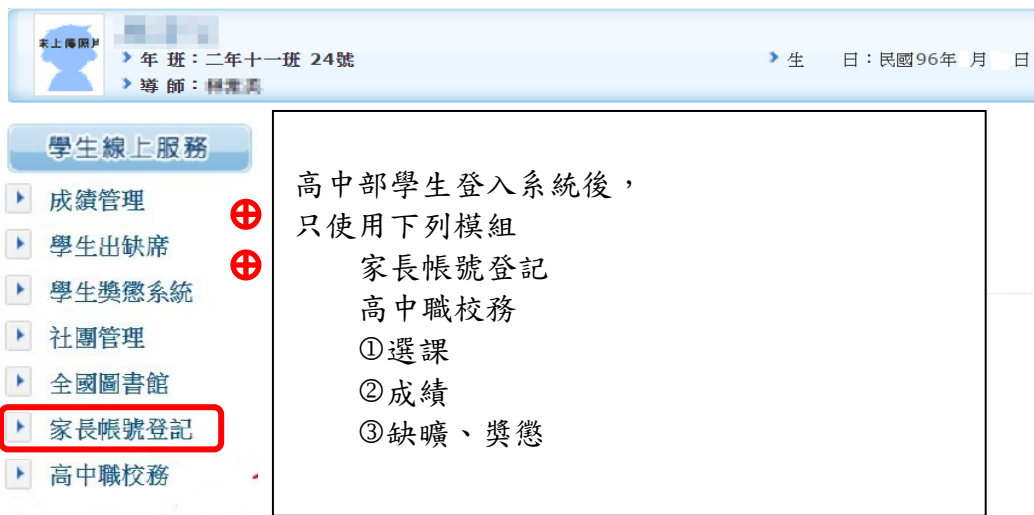 未上傳照片
年 班：二年十一班 24號
生 日：民國96年 月 日
導 師：
學生線上服務
成績管理
學生出缺席
學生獎懲系統
社團管理
全國圖書館
家長帳號登記
高中職校務
高中部學生登入系統後，
只使用下列模組
家長帳號登記
高中職校務
①選課
②成績
③缺曠、獎懲